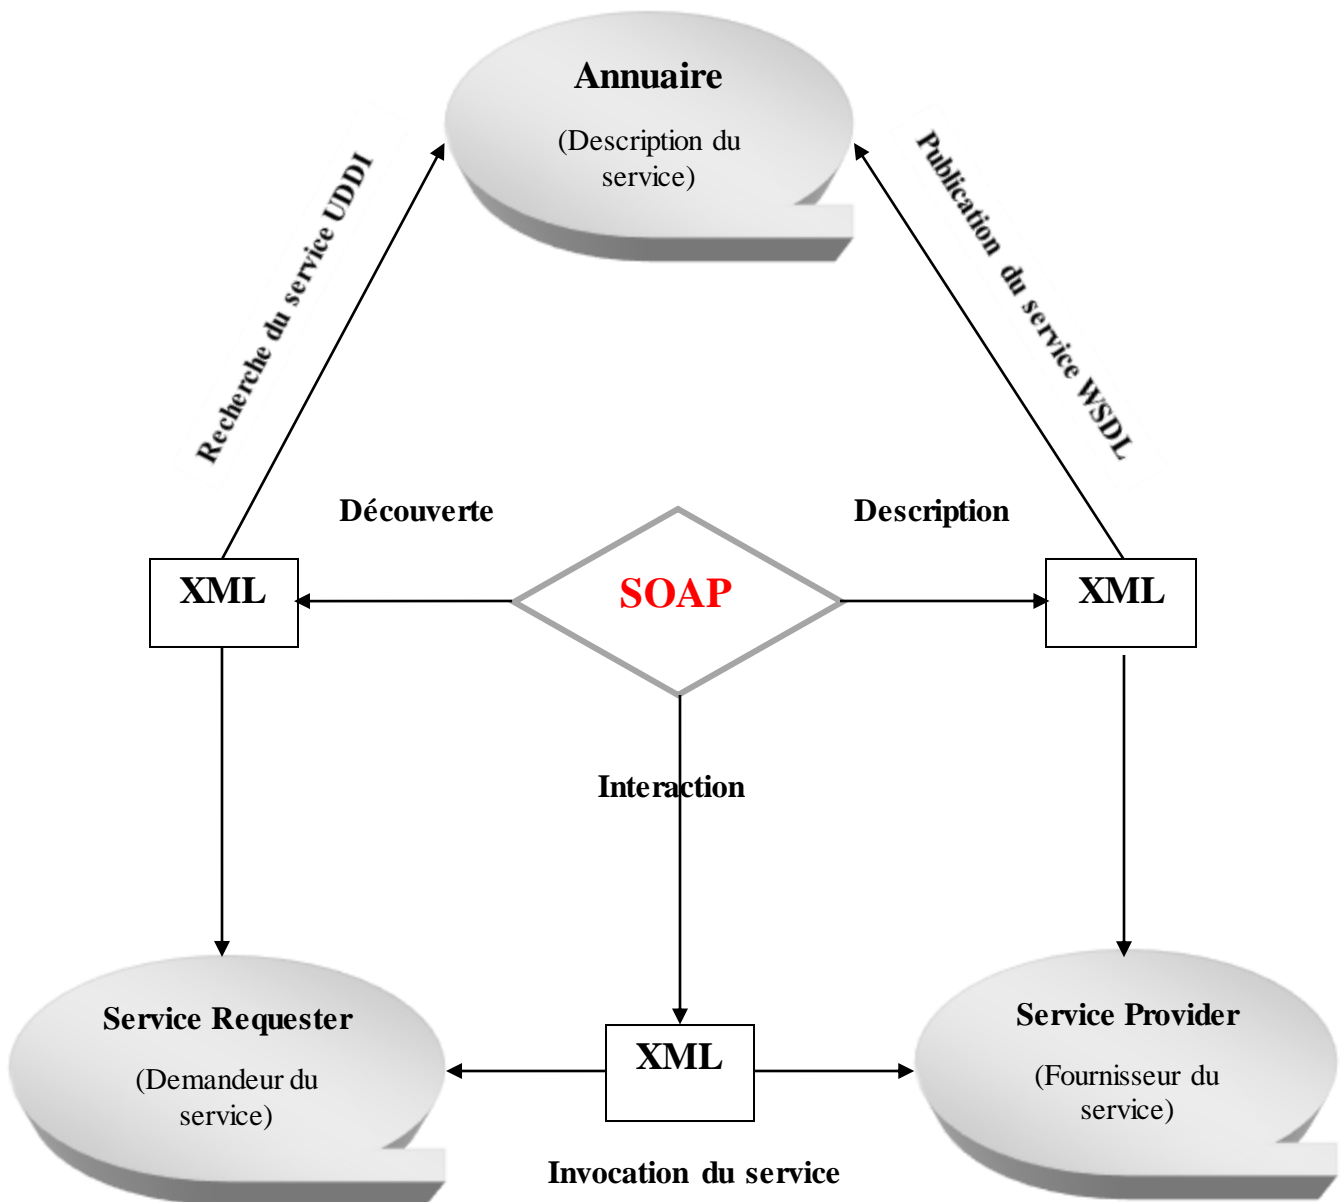 Annuaire
(Description du
service)
Recherche du service UDDI
Publication du service WSDL
Découverte
Description
XML
SOAP
XML
Interaction
Service Requester
(Demandeur du
service)
XML
Service Provider
(Fournisseur du
service)
Invocation du service